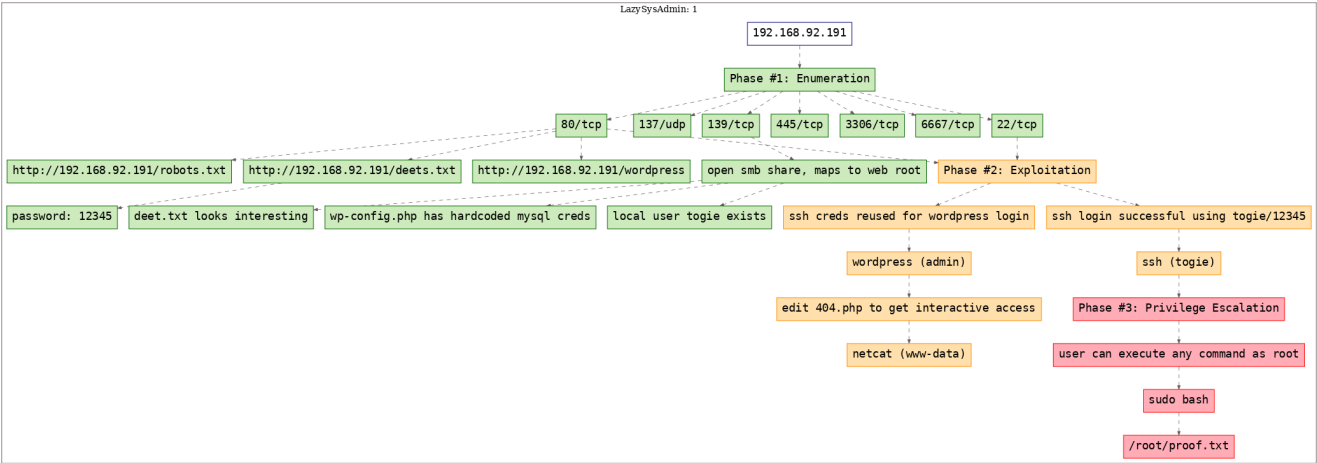 LazySysAdmin: 1
192.168.92.191
Phase #1: Enumeration
80/tcp
137/udp
139/tcp
445/tcp
3306/tcp
6667/tcp
22/tcp
http://192.168.92.191/robots.txt
http://192.168.92.191/deets.txt
http://192.168.92.191/wordpress
open smb share, maps to web root
Phase #2: Exploitation
password: 12345
deet.txt looks interesting
wp-config.php has hardcoded mysql creds
local user togie exists
ssh creds reused for wordpress login
ssh login successful using togie/12345
wordpress (admin)
ssh (togie)
edit 404.php to get interactive access
Phase #3: Privilege Escalation
netcat (www-data)
user can execute any command as root
sudo bash
/root/proof.txt